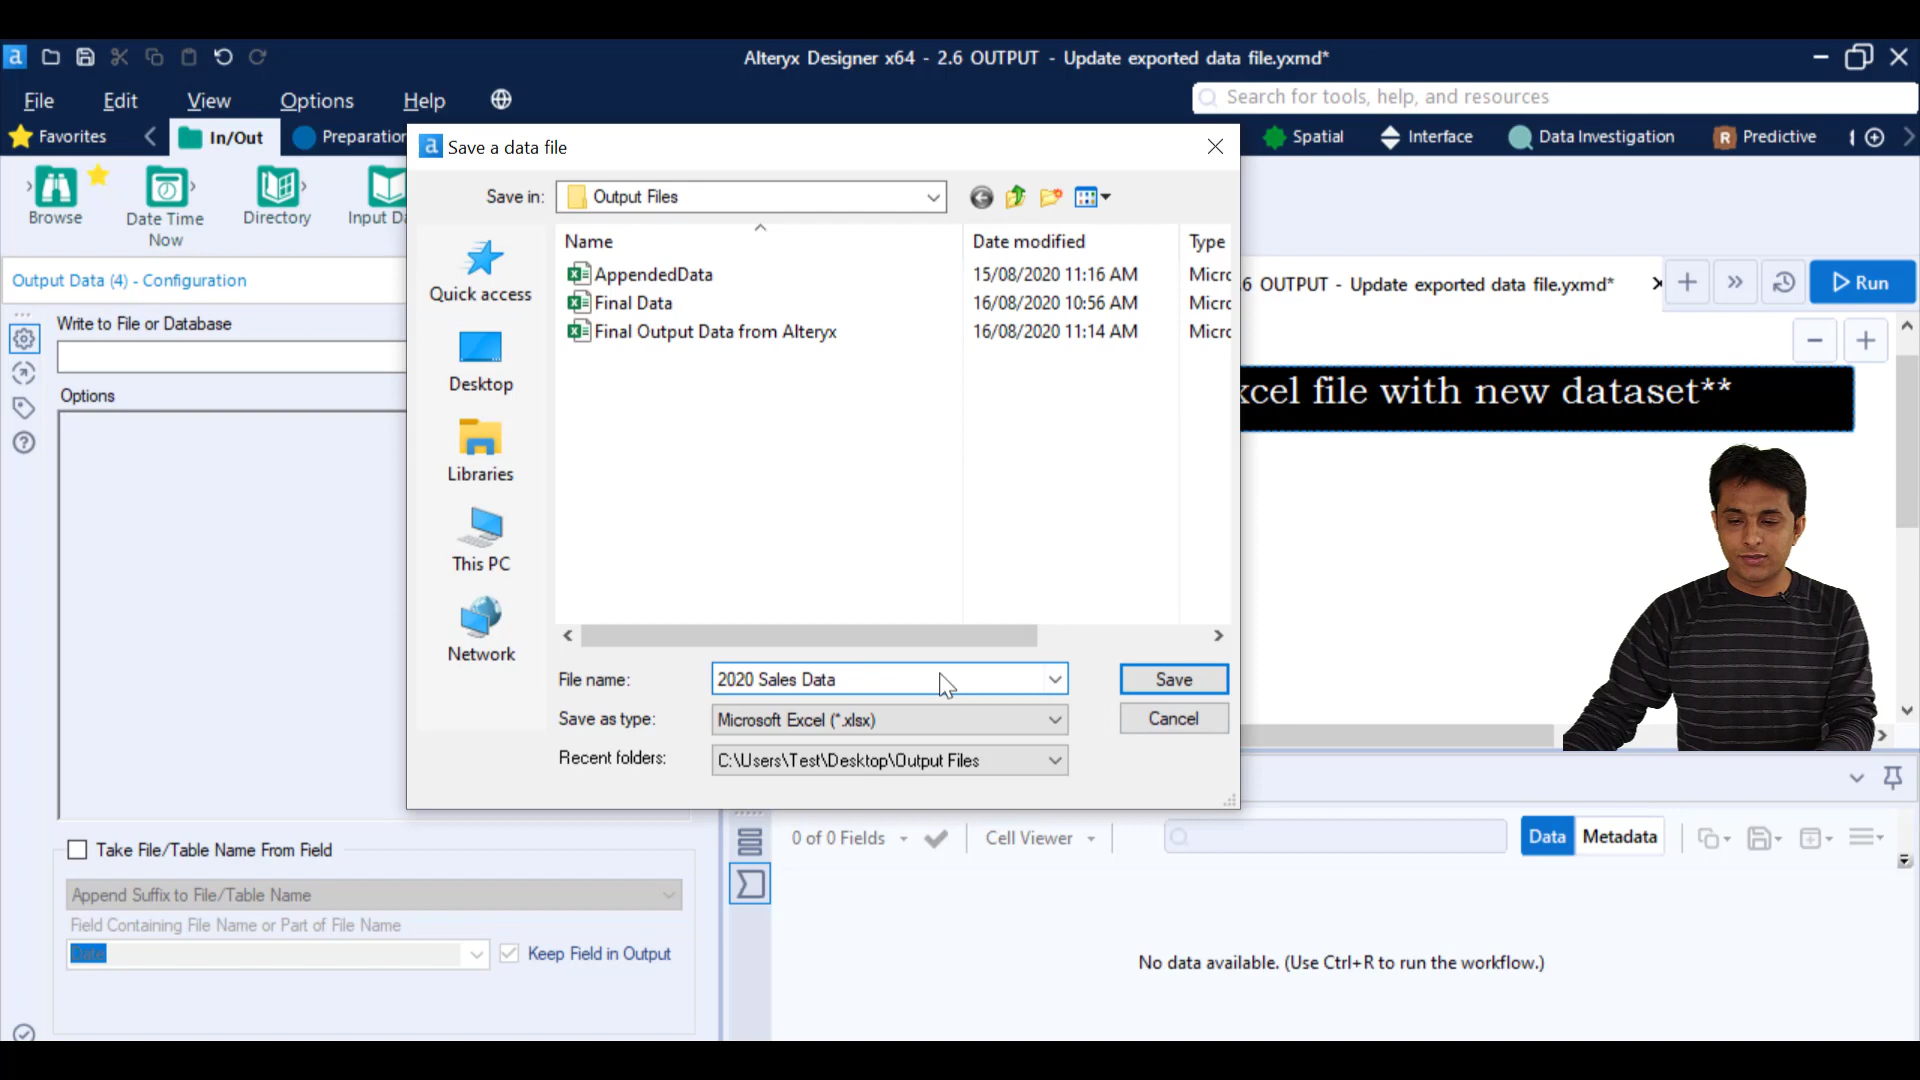 Alteryx Designer x64 - 2.6 OUTPUT - Update exported data file.yxmd*
File Edit View Options Help
Search for tools, help, and resources
Favorites In/Out Preparation Spatial Interface Data Investigation Predictive
Browse Date Time Now Directory Input Da
Output Data (4) - Configuration
Write to File or Database
Options
Save a data file
Save in: Output Files
Name Date modified Type
AppendedData 15/08/2020 11:16 AM Micro
Final Data 16/08/2020 10:56 AM Micro
Final Output Data from Alteryx 16/08/2020 11:14 AM Micro
Quick access
Desktop
Libraries
This PC
Network
File name: 2020 Sales Data Save
Save as type: Microsoft Excel (*.xlsx) Cancel
Recent folders: C:\Users\Test\Desktop\Output Files
.6 OUTPUT - Update exported data file.yxmd* Run
xcel file with new dataset**
Take File/Table Name From Field
Append Suffix to File/Table Name
Field Containing File Name or Part of File Name
Date Keep Field in Output
0 of 0 Fields Cell Viewer Data Metadata
No data available. (Use Ctrl+R to run the workflow.)